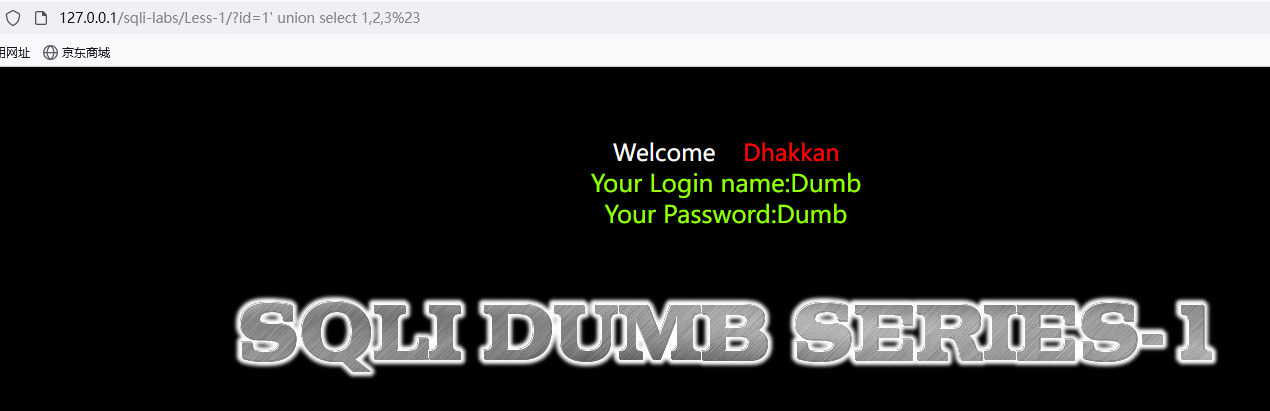 127.0.0.1/sqli-labs/Less-1/?id=1' union select 1,2,3%23
用网址 京东商城
Welcome Dhakkan
Your Login name:Dumb
Your Password:Dumb
SQLI DUMB SERIES-1